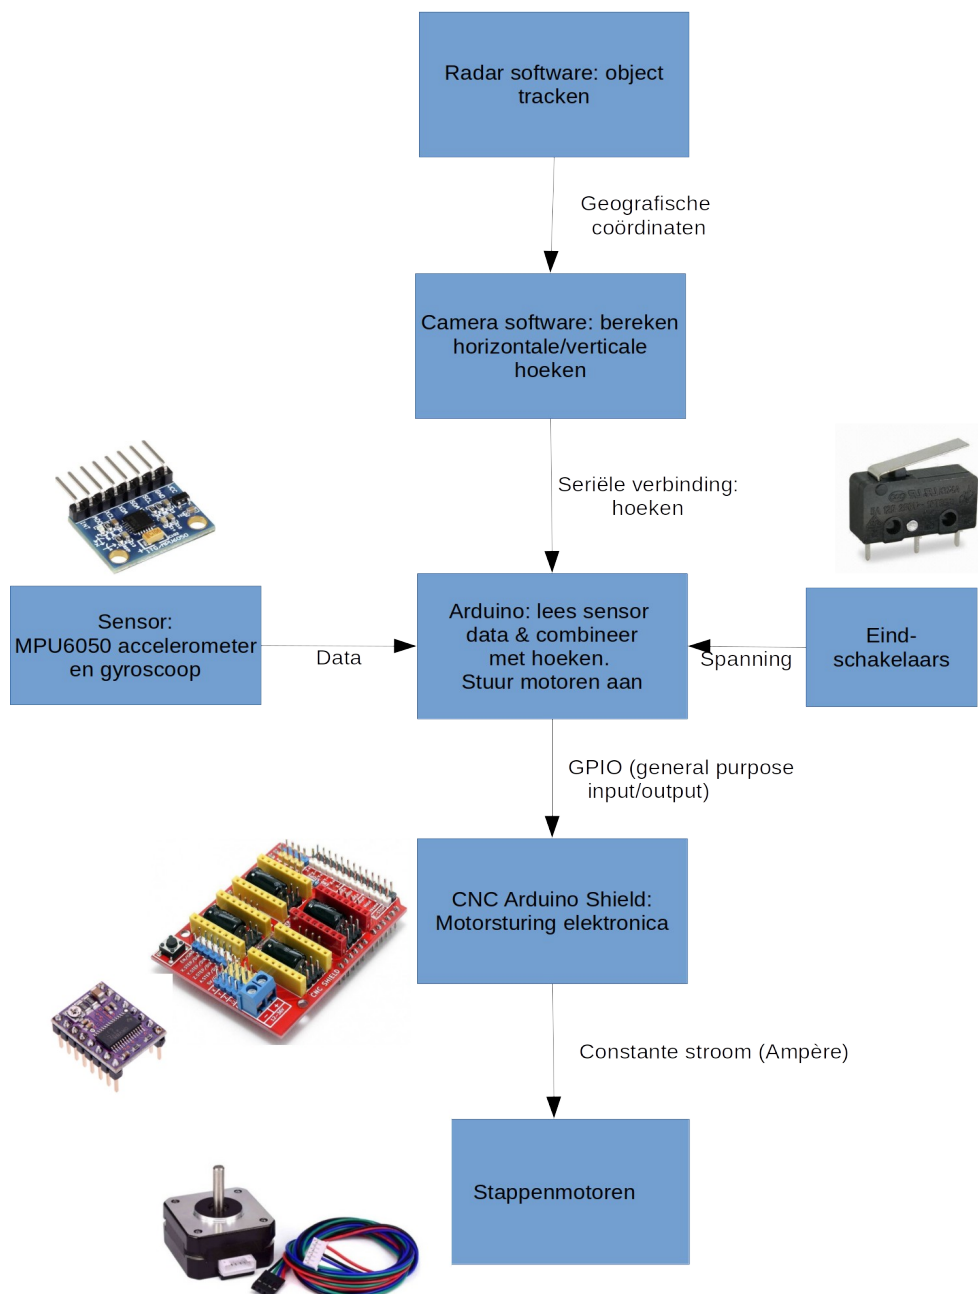 Radar software: object
tracken
Geografische
coördinaten
Camera software: bereken
horizontale/verticale
hoeken
Seriële verbinding:
hoeken
Sensor:
MPU6050 accelerometer
en gyroscoop
Data
Arduino: lees sensor
data & combineer
met hoeken.
Stuur motoren aan
Spanning
Eind-
schakelaars
GPIO (general purpose
input/output)
CNC Arduino Shield:
Motorsturing elektronica
CNC SHIELD
Constante stroom (Ampère)
Stappenmotoren